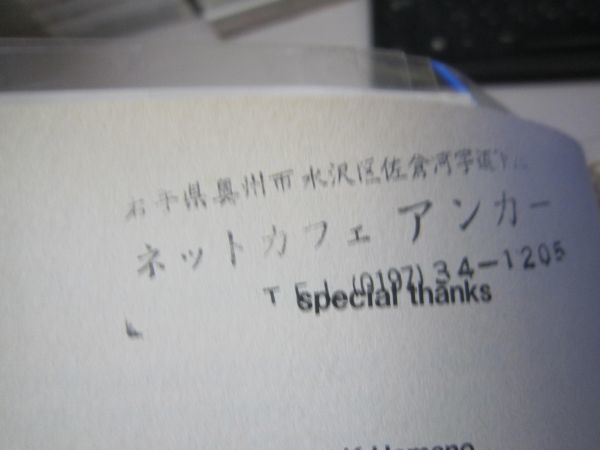 岩手県奥州市水沢区佐倉河字道下
ネットカフェ アンカー
TEL (0197) 34-1205
special thanks